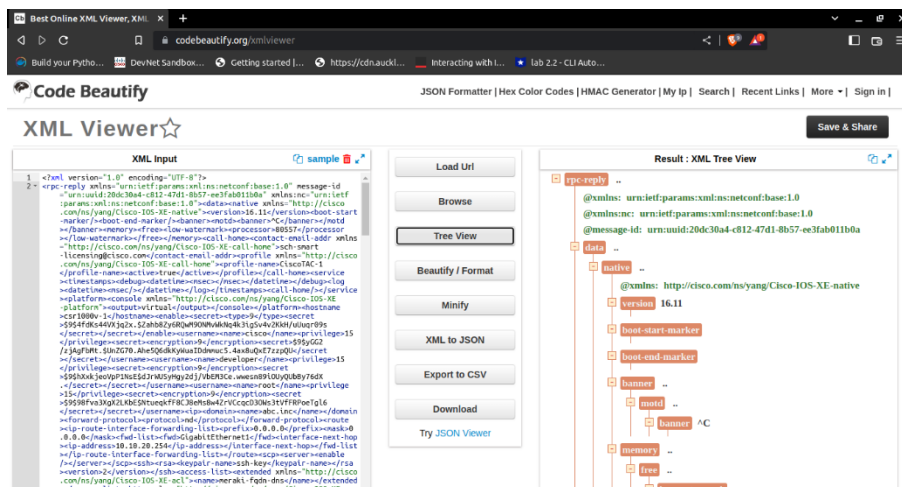 Cb Best Online XML Viewer, XML × +
codebeautify.org/xmlviewer
Build your Pytho... DevNet Sandbox... Getting started |... https://cdn.auckl... Interacting with I... lab 2.2 - CLI Auto...
Code Beautify
JSON Formatter | Hex Color Codes | HMAC Generator | My Ip | Search | Recent Links | More | Sign in |
XML Viewer
Save & Share
XML Input
sample
1 <?xml version="1.0" encoding="UTF-8"?>
2 <rpc-reply xmlns="urn:ietf:params:xml:ns:netconf:base:1.0" message-id
="urn:uuid:20dc30a4-c812-47d1-8b57-ee3fab011b0a" xmlns:nc="urn:ietf
:params:xml:ns:netconf:base:1.0"><data><native xmlns="http://cisco
.com/ns/yang/Cisco-IOS-XE-native"><version>16.11</version><boot-start
-marker/><boot-end-marker/><banner><motd><banner>^C</banner></motd
></banner><memory><free><low-watermark><processor>80557</processor
></low-watermark></free></memory><call-home><contact-email-addr xmlns
="http://cisco.com/ns/yang/Cisco-IOS-XE-call-home">sch-smart
-licensing@cisco.com</contact-email-addr><profile xmlns="http://cisco
.com/ns/yang/Cisco-IOS-XE-call-home"><profile-name>CiscoTAC-1
</profile-name><active>true</active></profile></call-home><service
><timestamps><debug><datetime><msec></msec></datetime></debug><log
><datetime><msec/></datetime></log></timestamps><call-home/></service
><platform><console xmlns="http://cisco.com/ns/yang/Cisco-IOS-XE
-platform"><output>virtual</output></console></platform><hostname
>csr1000v-1</hostname><enable><secret><type>9</type><secret
</secret></secret></enable><username><name>cisco</name><privilege>15
</privilege><secret><encryption>9</encryption><secret>
</secret></secret></username><username><name>developer</name><privilege>15
</privilege><secret><encryption>9</encryption><secret
.</secret></secret></username><username><name>root</name><privilege
>15</privilege><secret><encryption>9</encryption><secret
</secret></secret></username><ip><domain><name>abc.inc</name></domain
><forward-protocol><protocol>nd</protocol></forward-protocol><route
><ip-route-interface-forwarding-list><prefix>0.0.0.0</prefix><mask>0
.0.0.0</mask><fwd-list><fwd>GigabitEthernet1</fwd><interface-next-hop
><ip-address>10.10.20.254</ip-address></interface-next-hop></fwd-list
></ip-route-interface-forwarding-list></route><scp><server><enable
/></server></scp><ssh><rsa><keypair-name>ssh-key</keypair-name></rsa
><version>2</version></ssh><access-list><extended xmlns="http://cisco
.com/ns/yang/Cisco-IOS-XE-acl"><name>meraki-fqdn-dns</name></extended
Load Url
Browse
Tree View
Beautify / Format
Minify
XML to JSON
Export to CSV
Download
Try JSON Viewer
Result : XML Tree View
rpc-reply ..
@xmlns: urn:ietf:params:xml:ns:netconf:base:1.0
@xmlns:nc: urn:ietf:params:xml:ns:netconf:base:1.0
@message-id: urn:uuid:20dc30a4-c812-47d1-8b57-ee3fab011b0a
data ..
native ..
@xmlns: http://cisco.com/ns/yang/Cisco-IOS-XE-native
version 16.11
boot-start-marker
boot-end-marker
banner ..
motd ..
banner ^C
memory ..
free ..